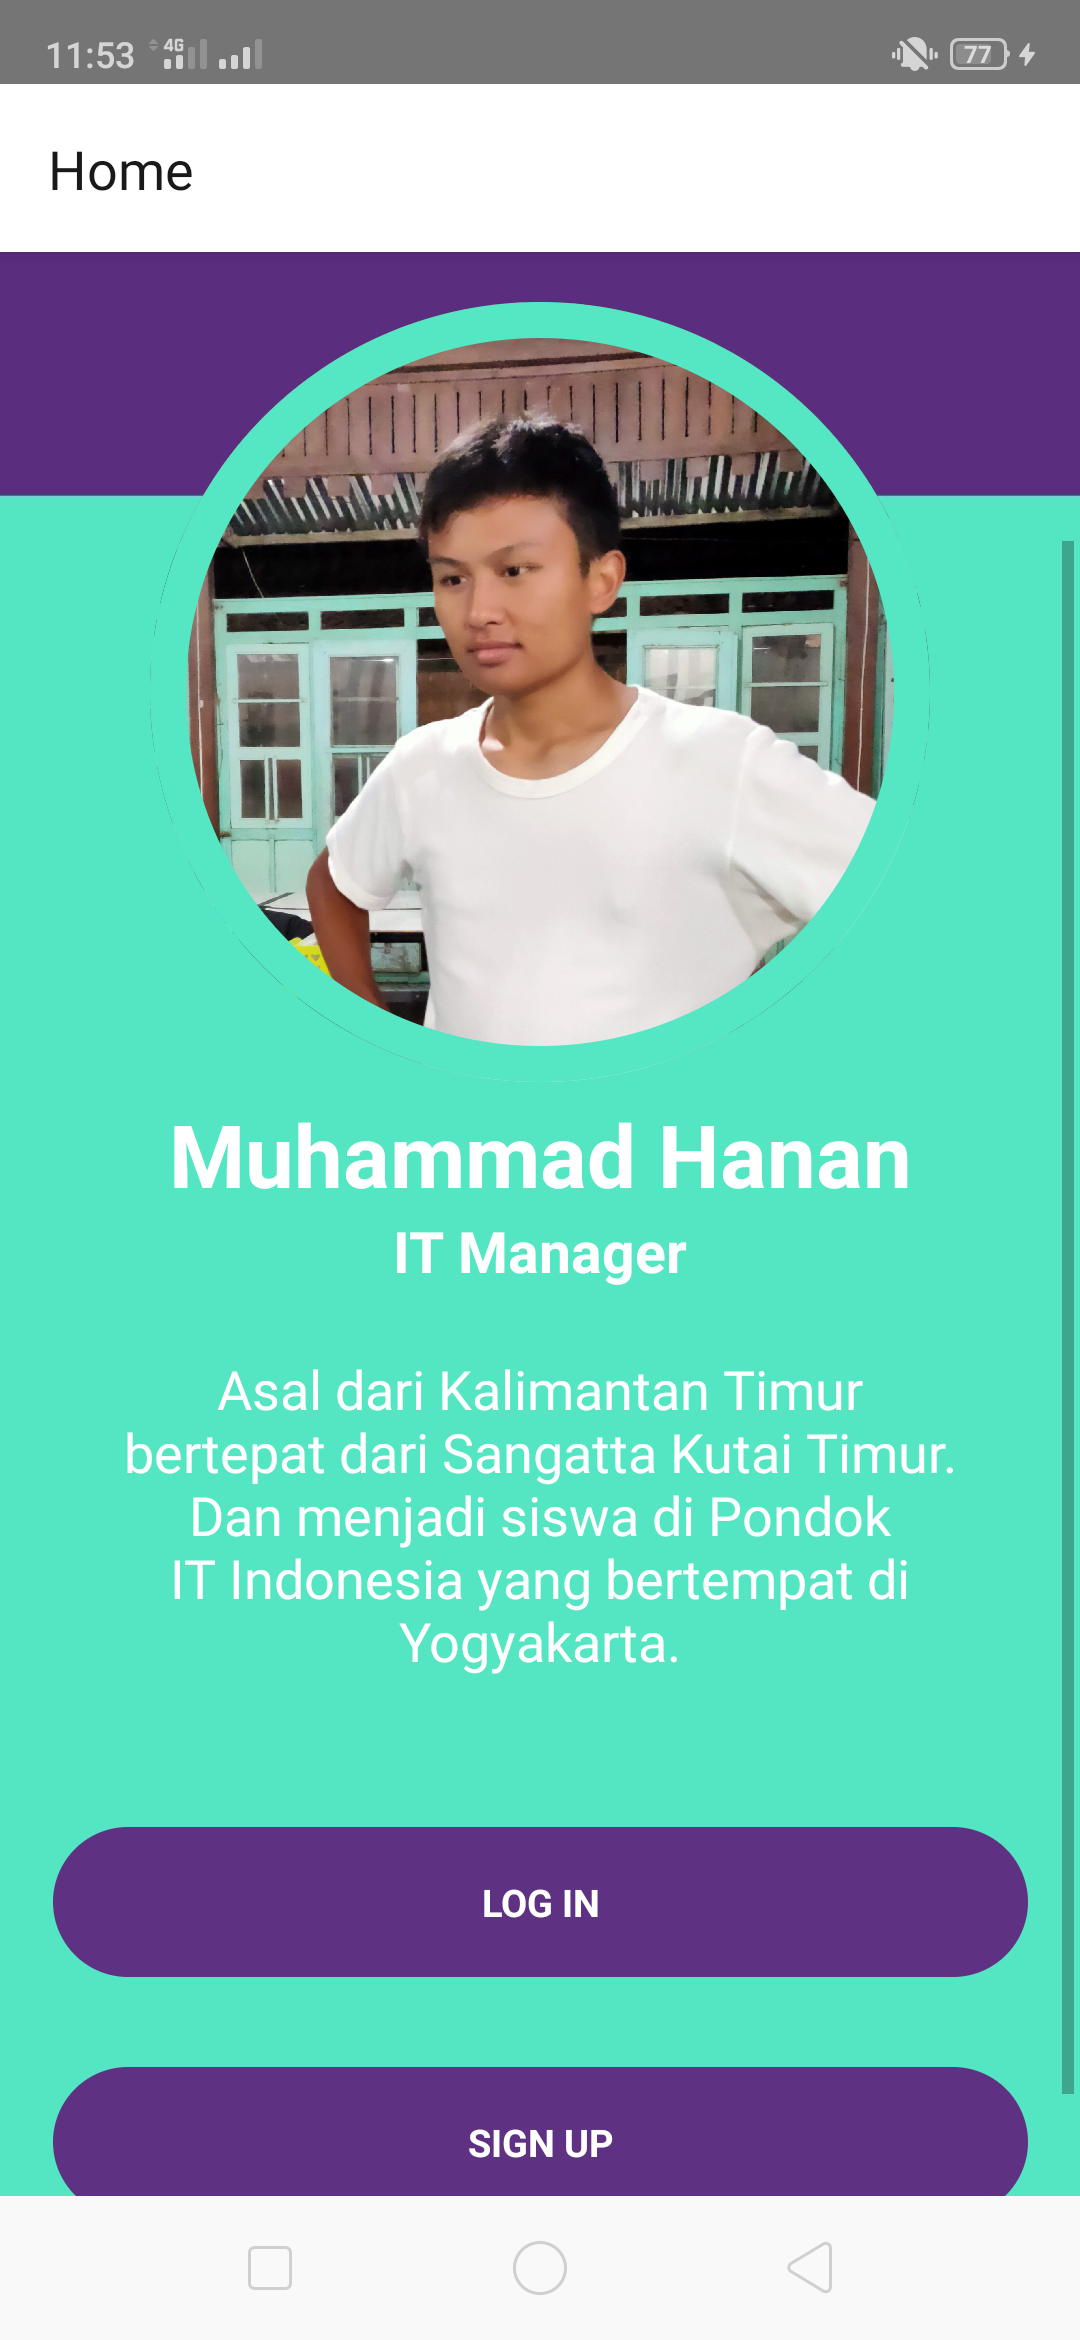 11:53 4G 77
Home
Muhammad Hanan
IT Manager
Asal dari Kalimantan Timur
bertepat dari Sangatta Kutai Timur.
Dan menjadi siswa di Pondok
IT Indonesia yang bertempat di
Yogyakarta.
LOG IN
SIGN UP